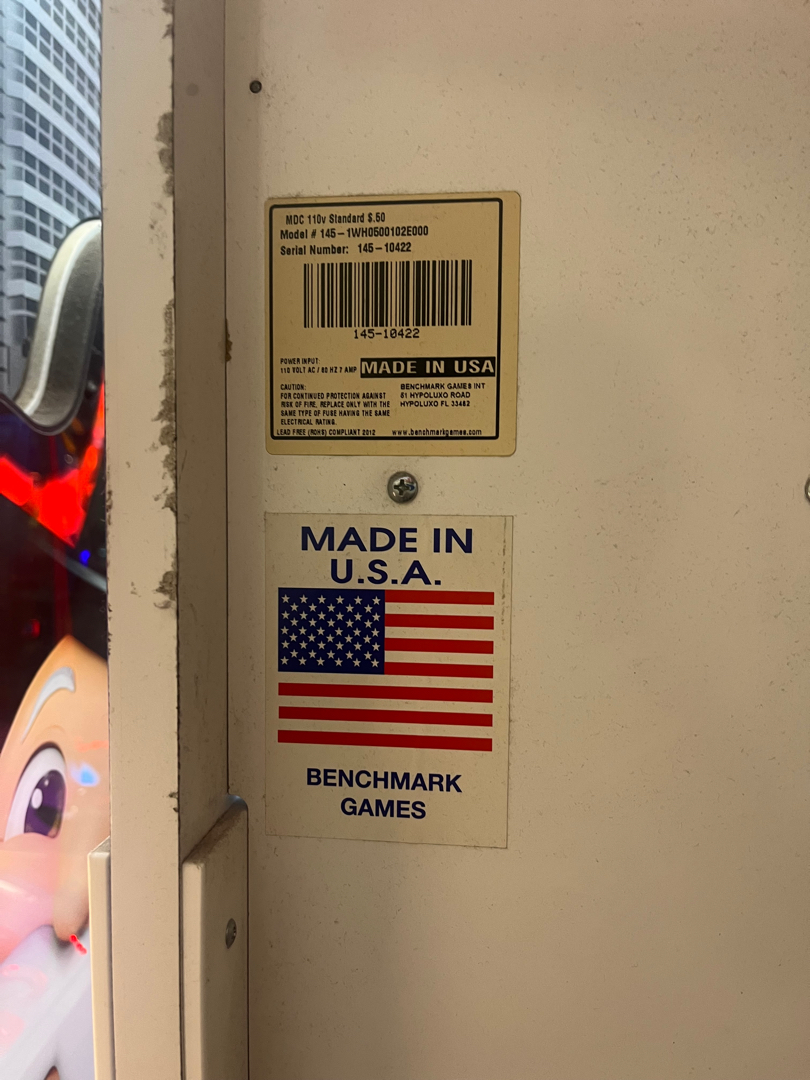 MDC 110v Standard $.50
Model # 145-1WH0500102E000
Serial Number: 145-10422
145-10422
POWER INPUT:
110 VOLT AC / 60 HZ 7 AMP
MADE IN USA
CAUTION:
FOR CONTINUED PROTECTION AGAINST
RISK OF FIRE, REPLACE ONLY WITH THE
SAME TYPE OF FUSE HAVING THE SAME
ELECTRICAL RATING.
BENCHMARK GAMES INT
51 HYPOLUXO ROAD
HYPOLUXO FL 33462
LEAD FREE (ROHS) COMPLIANT 2012
www.benchmarkgames.com
MADE IN
U.S.A.
BENCHMARK
GAMES